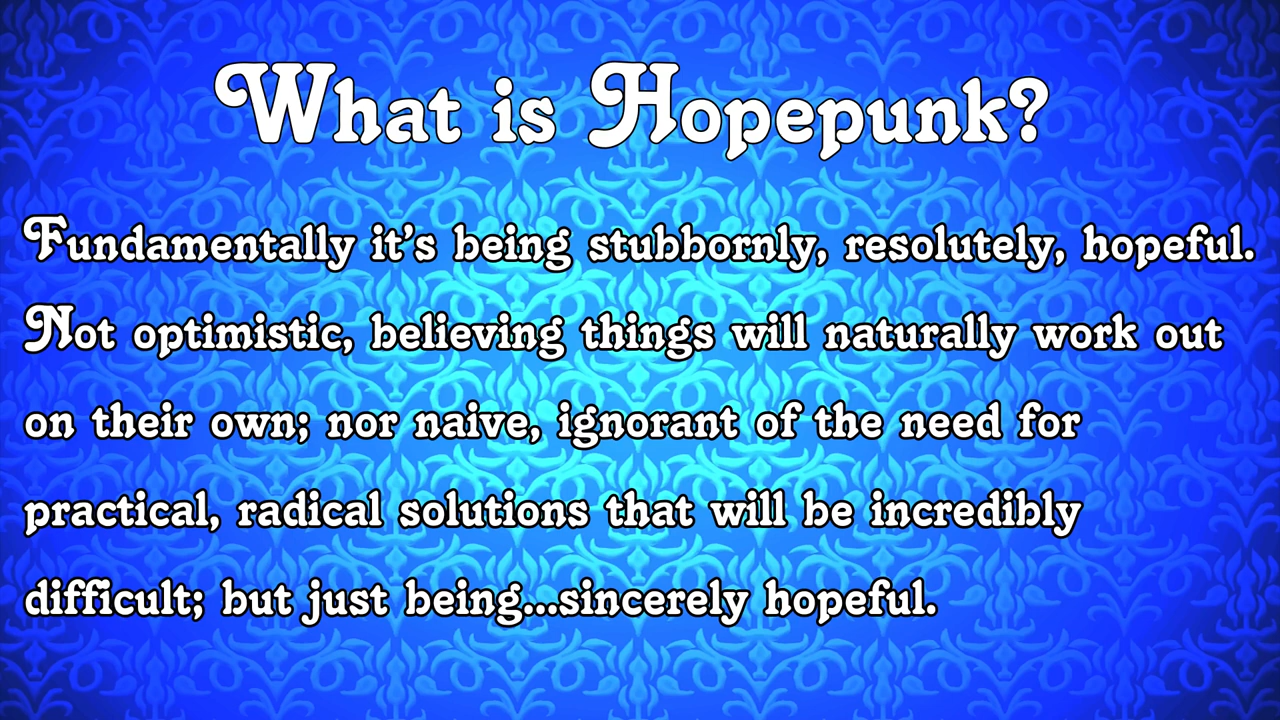 What is Hopepunk?
Fundamentally it’s being stubbornly, resolutely, hopeful.
Not optimistic, believing things will naturally work out
on their own; nor naive, ignorant of the need for
practical, radical solutions that will be incredibly
difficult; but just being...sincerely hopeful.